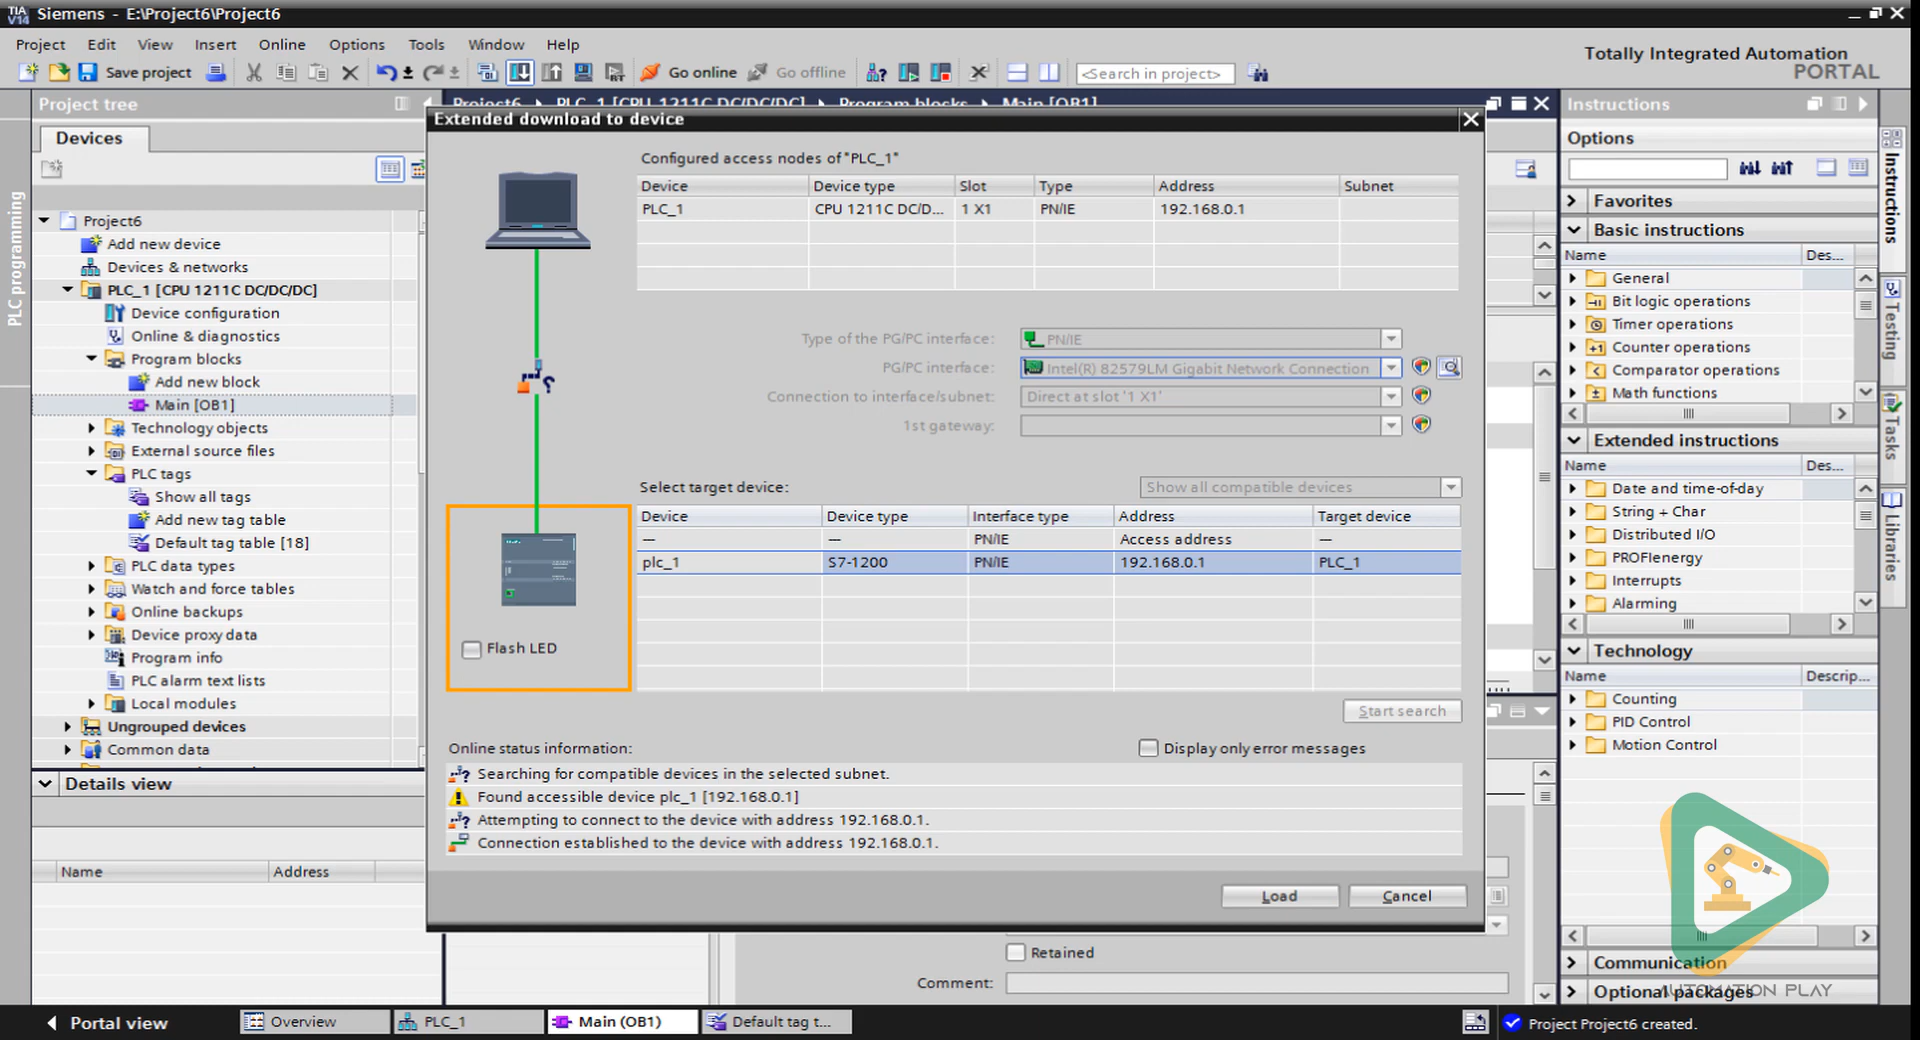 TIA V14 Siemens - E:\Project6\Project6
Project Edit View Insert Online Options Tools Window Help
Totally Integrated Automation
PORTAL
Save project Go online Go offline <Search in project>
Project tree
Project6 PLC_1 [CPU 1211C DC/DC/DC] Program blocks Main [OB1]
Devices
PLC programming
Project6
Add new device
Devices & networks
PLC_1 [CPU 1211C DC/DC/DC]
Device configuration
Online & diagnostics
Program blocks
Add new block
Main [OB1]
Technology objects
External source files
PLC tags
Show all tags
Add new tag table
Default tag table [18]
PLC data types
Watch and force tables
Online backups
Device proxy data
Program info
PLC alarm text lists
Local modules
Ungrouped devices
Common data
Details view
Name Address
Extended download to device
Configured access nodes of "PLC_1"
Device Device type Slot Type Address Subnet
PLC_1 CPU 1211C DC/D... 1 X1 PN/IE 192.168.0.1
Type of the PG/PC interface: PN/IE
PG/PC interface: Intel(R) 82579LM Gigabit Network Connection
Connection to interface/subnet: Direct at slot '1 X1'
1st gateway:
Select target device: Show all compatible devices
Device Device type Interface type Address Target device
— — PN/IE Access address —
plc_1 S7-1200 PN/IE 192.168.0.1 PLC_1
Flash LED
Start search
Online status information: Display only error messages
Searching for compatible devices in the selected subnet.
Found accessible device plc_1 [192.168.0.1]
Attempting to connect to the device with address 192.168.0.1.
Connection established to the device with address 192.168.0.1.
Load Cancel
Retained
Comment:
Instructions
Options
Favorites
Basic instructions
Name Des...
General
Bit logic operations
Timer operations
Counter operations
Comparator operations
Math functions
Extended instructions
Name Des...
Date and time-of-day
String + Char
Distributed I/O
PROFIenergy
Interrupts
Alarming
Technology
Name Descrip...
Counting
PID Control
Motion Control
Communication
Optional packages
AUTOMATION PLAY
Instructions
Testing
Tasks
Libraries
Portal view Overview PLC_1 Main (OB1) Default tag t... Project Project6 created.